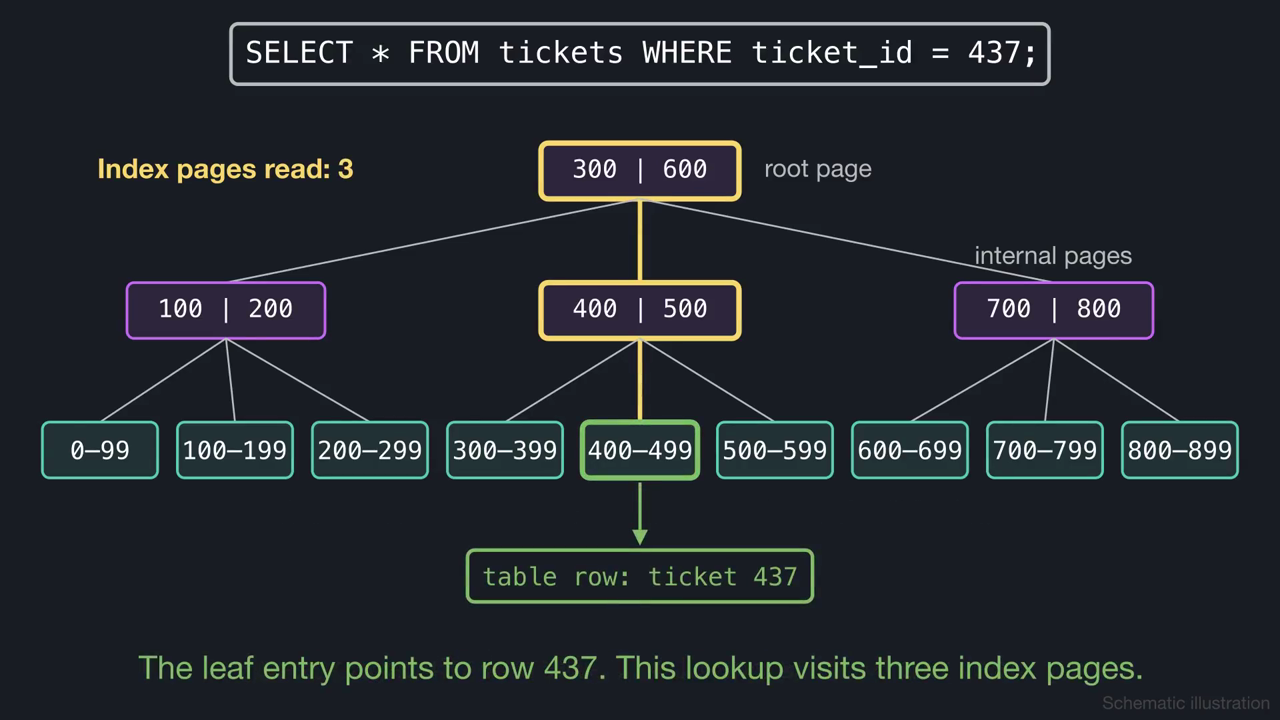 SELECT * FROM tickets WHERE ticket_id = 437;
Index pages read: 3
300 | 600
root page
internal pages
100 | 200
400 | 500
700 | 800
0–99
100–199
200–299
300–399
400–499
500–599
600–699
700–799
800–899
table row: ticket 437
The leaf entry points to row 437. This lookup visits three index pages.
Schematic illustration